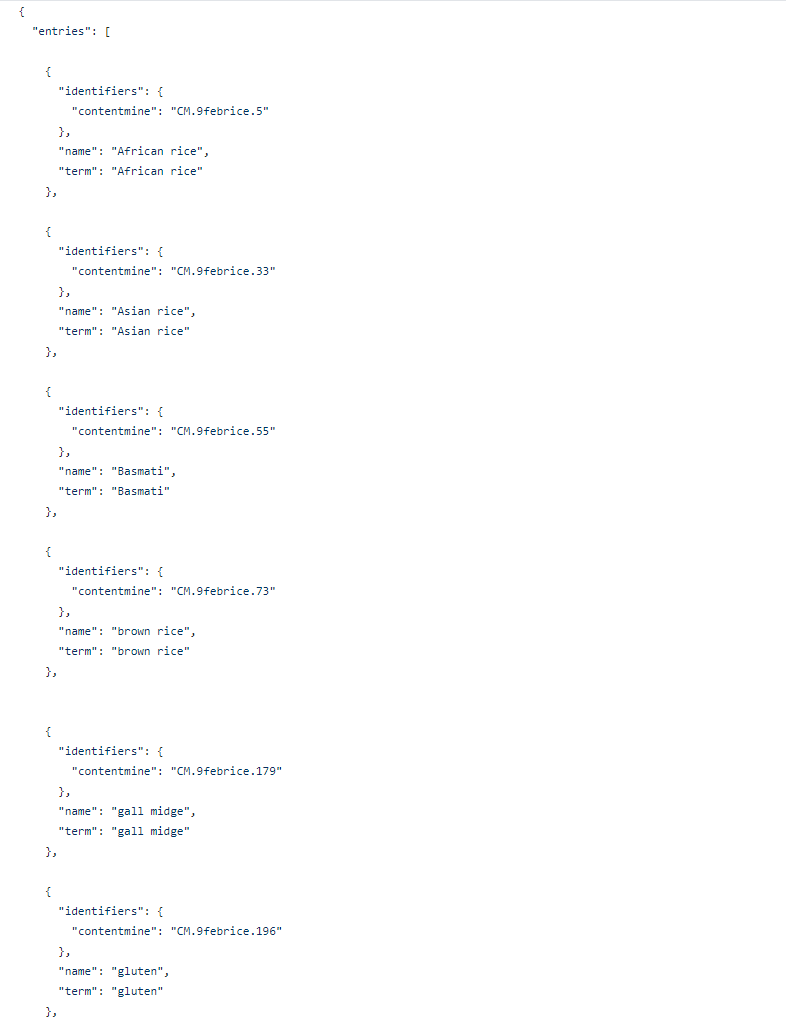 {
"entries": [
{
"identifiers": {
"contentmine": "CM.9febrice.5"
},
"name": "African rice",
"term": "African rice"
},
{
"identifiers": {
"contentmine": "CM.9febrice.33"
},
"name": "Asian rice",
"term": "Asian rice"
},
{
"identifiers": {
"contentmine": "CM.9febrice.55"
},
"name": "Basmati",
"term": "Basmati"
},
{
"identifiers": {
"contentmine": "CM.9febrice.73"
},
"name": "brown rice",
"term": "brown rice"
},
{
"identifiers": {
"contentmine": "CM.9febrice.179"
},
"name": "gall midge",
"term": "gall midge"
},
{
"identifiers": {
"contentmine": "CM.9febrice.196"
},
"name": "gluten",
"term": "gluten"
},